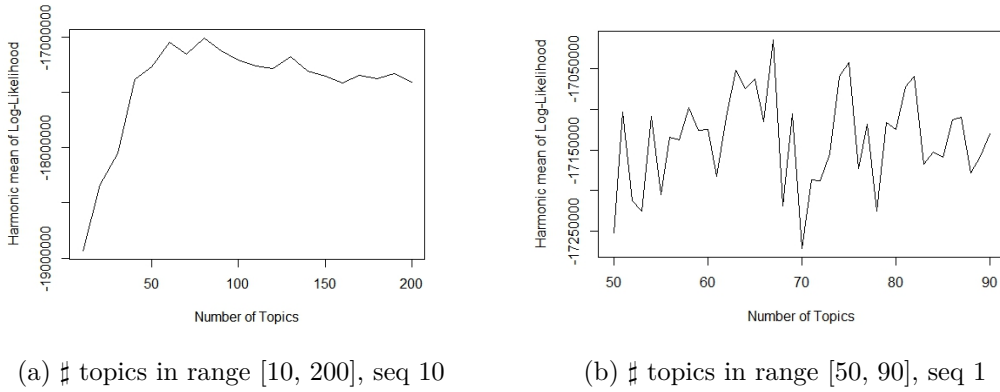 Harmonic mean of Log-Likelihood
-17000000
-18000000
-19000000
50 100 150 200
Number of Topics
(a) ♯ topics in range [10, 200], seq 10
Harmonic mean of Log-Likelihood
-17050000
-17150000
-17250000
50 60 70 80 90
Number of Topics
(b) ♯ topics in range [50, 90], seq 1